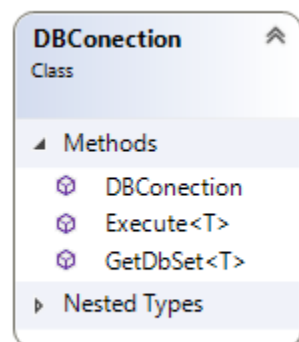 DBConection
Class
Methods
DBConection
Execute<T>
GetDbSet<T>
Nested Types